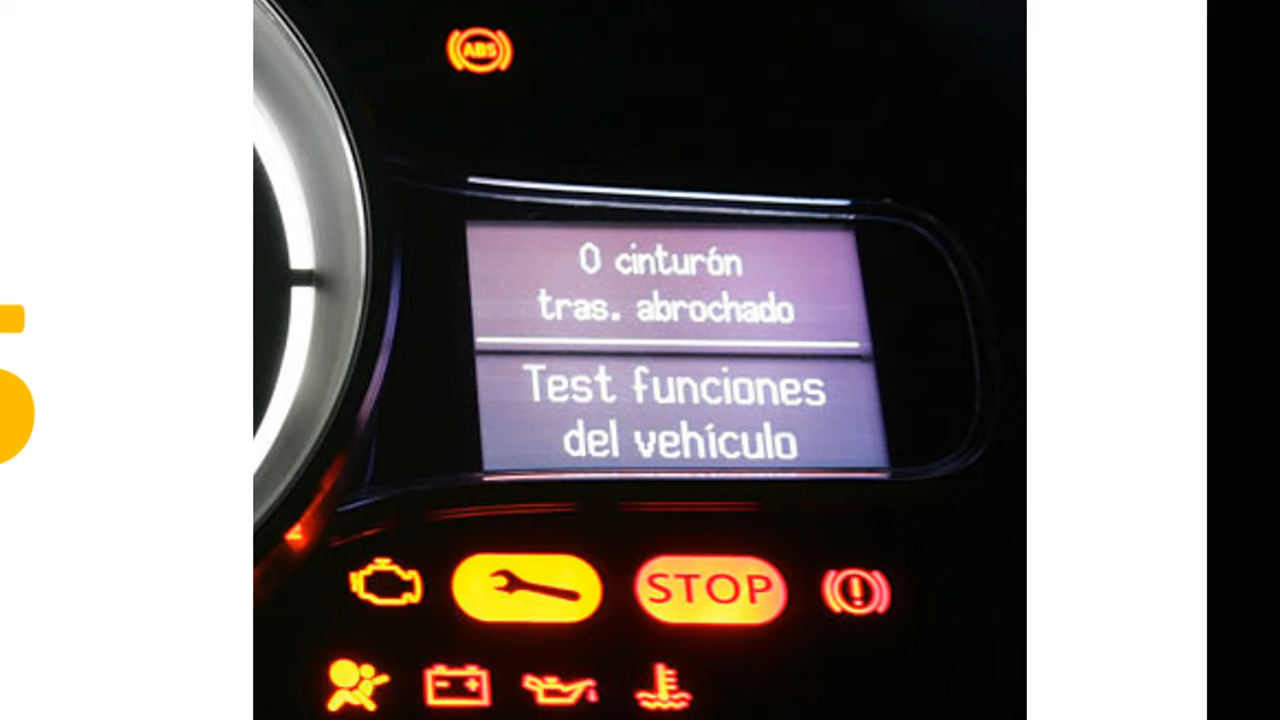 ABS
0 cinturón
tras. abrochado
Test funciones
del vehículo
STOP